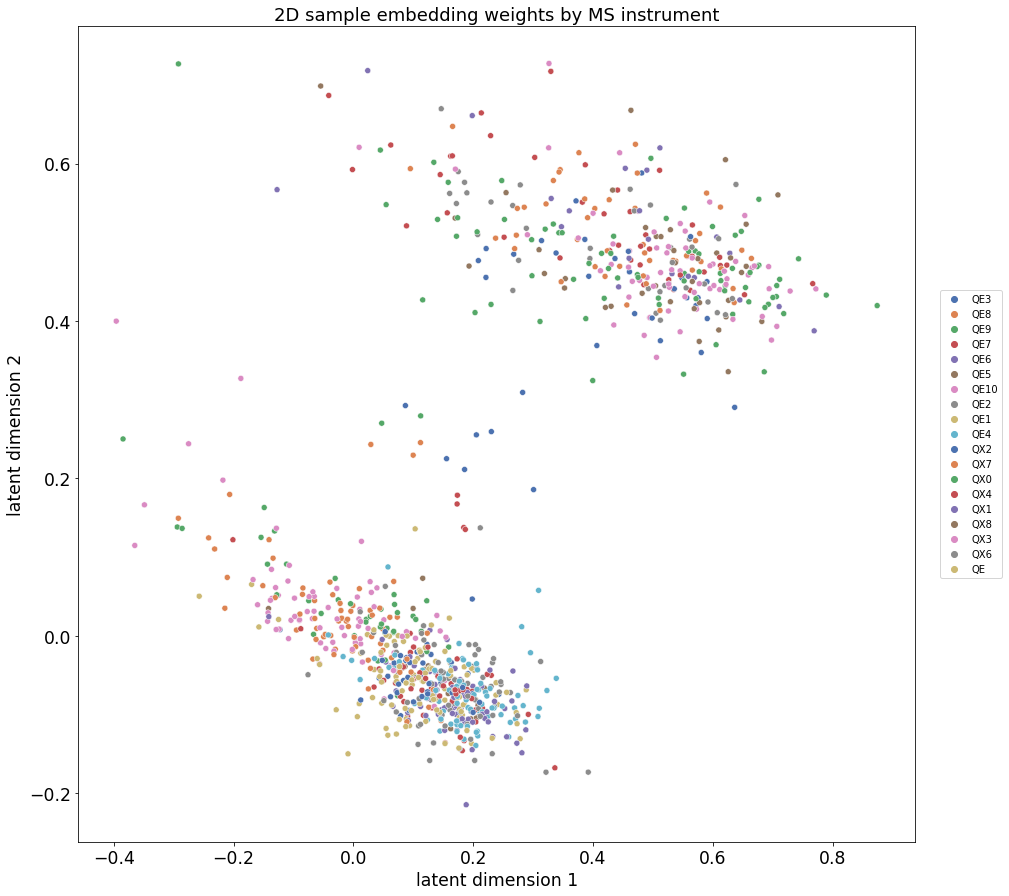 2D sample embedding weights by MS instrument
latent dimension 2
0.6
0.4
0.2
0.0
−0.2
−0.4
−0.2
0.0
0.2
0.4
0.6
0.8
latent dimension 1
QE3
QE8
QE9
QE7
QE6
QE5
QE10
QE2
QE1
QE4
QX2
QX7
QX0
QX4
QX1
QX8
QX3
QX6
QE